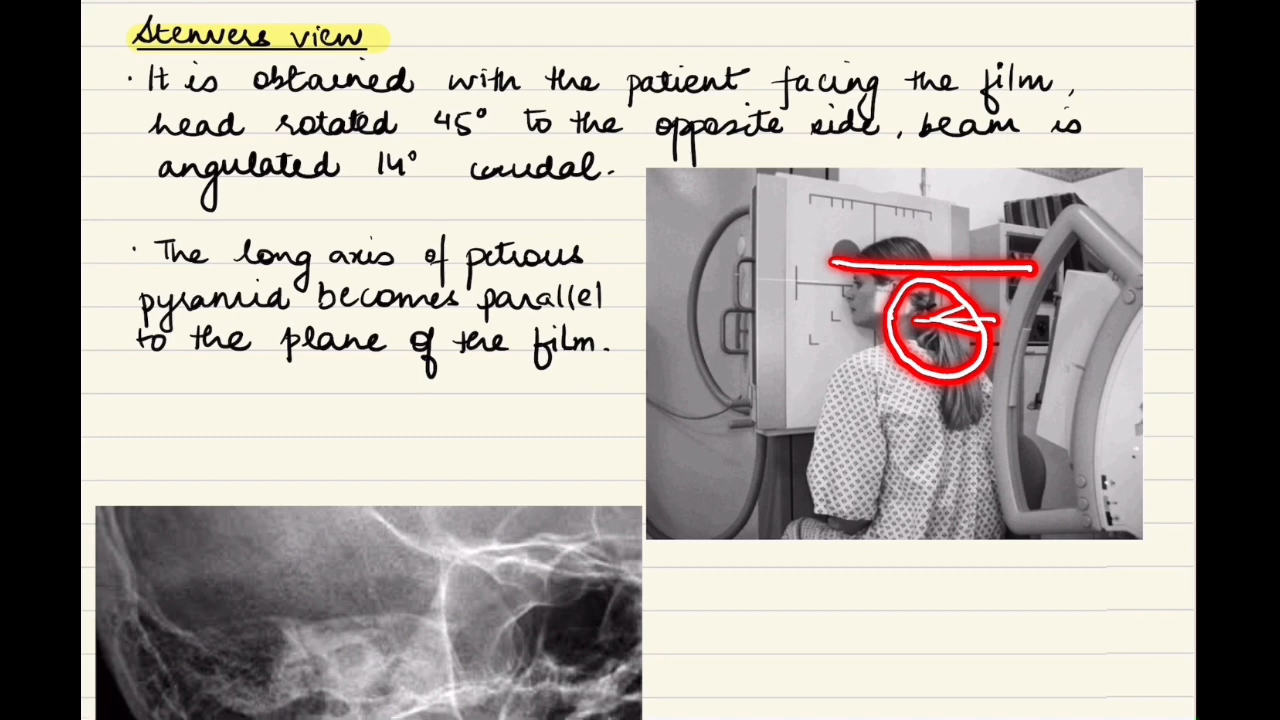 Stenvers view
· It is obtained with the patient facing the film,
head rotated 45° to the opposite side, beam is
angulated 14° caudal.
· The long axis of petrous
pyramid becomes parallel
to the plane of the film.